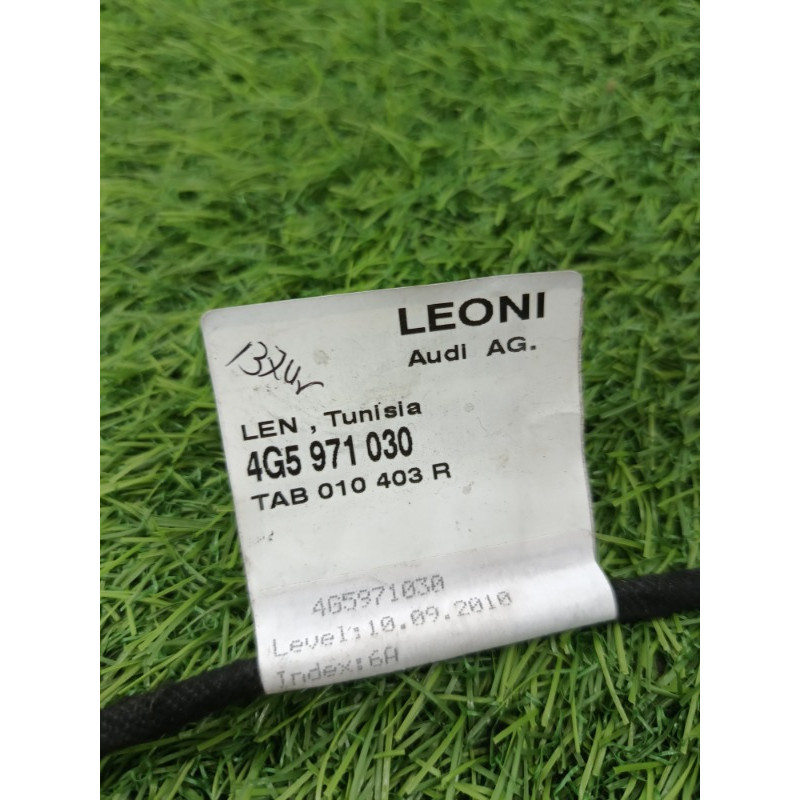 LEONI
Audi AG.
LEN , Tunisia
4G5 971 030
TAB 010 403 R
4G5971030
Level:10.09.2010
Index:6A